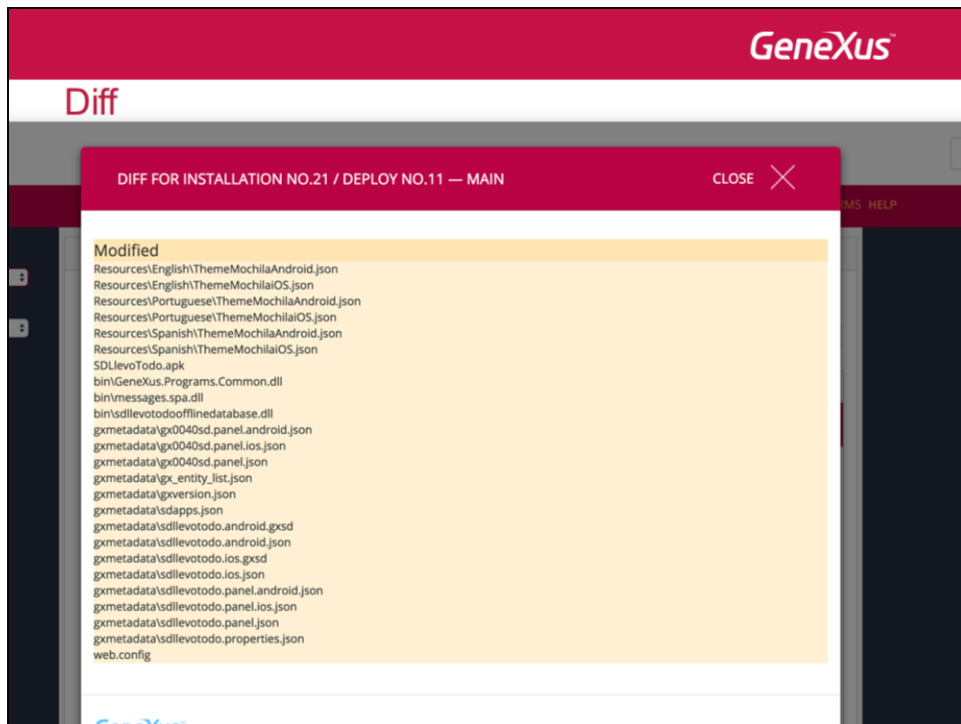 GeneXus™
Diff
DIFF FOR INSTALLATION NO.21 / DEPLOY NO.11 — MAIN
CLOSE
RMS HELP
Modified
Resources\English\ThemeMochilaAndroid.json
Resources\English\ThemeMochilaiOS.json
Resources\Portuguese\ThemeMochilaAndroid.json
Resources\Portuguese\ThemeMochilaiOS.json
Resources\Spanish\ThemeMochilaAndroid.json
Resources\Spanish\ThemeMochilaiOS.json
SDLlevoTodo.apk
bin\GeneXus.Programs.Common.dll
bin\messages.spa.dll
bin\sdllevotodoofflinedatabase.dll
gxmetadata\gx0040sd.panel.android.json
gxmetadata\gx0040sd.panel.ios.json
gxmetadata\gx0040sd.panel.json
gxmetadata\gx_entity_list.json
gxmetadata\gxversion.json
gxmetadata\sdapps.json
gxmetadata\sdllevotodo.android.gxsd
gxmetadata\sdllevotodo.android.json
gxmetadata\sdllevotodo.ios.gxsd
gxmetadata\sdllevotodo.ios.json
gxmetadata\sdllevotodo.panel.android.json
gxmetadata\sdllevotodo.panel.ios.json
gxmetadata\sdllevotodo.panel.json
gxmetadata\sdllevotodo.properties.json
web.config
GeneXus™